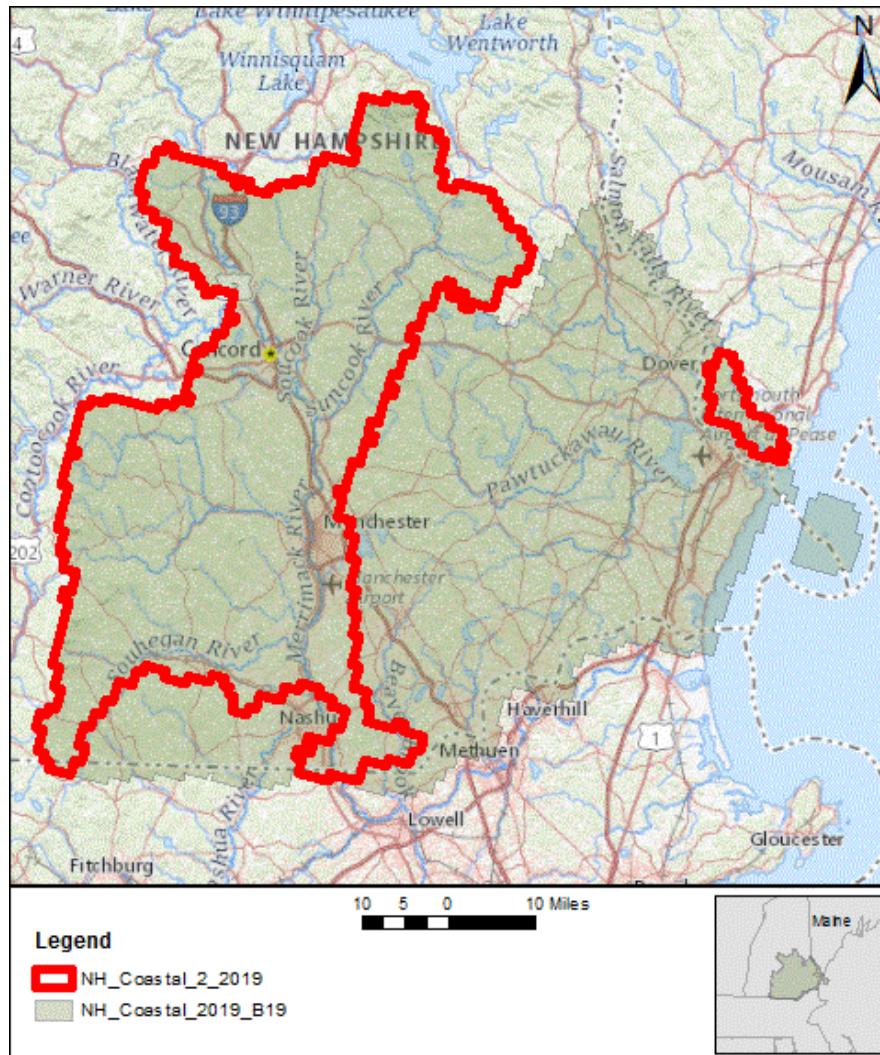 Lake Winnipesaukee
4
Lake
Wentworth
N
Winnisquam
Lake
NEW HAMPSHIRE
Mousam
Salmon Falls River
93
Warner River
Soucook River
Suncook River
Concord
Dover
Contoocook River
International
Pawtuckaway River
Manchester
202
Manchester
Airport
Merrimack River
Souhegan River
Nashu
Haverhill
1
Methuen
Lowell
Gloucester
Fitchburg
10 5 0 10 Miles
Legend
NH_Coastal_2_2019
NH_Coastal_2019_B19
Maine